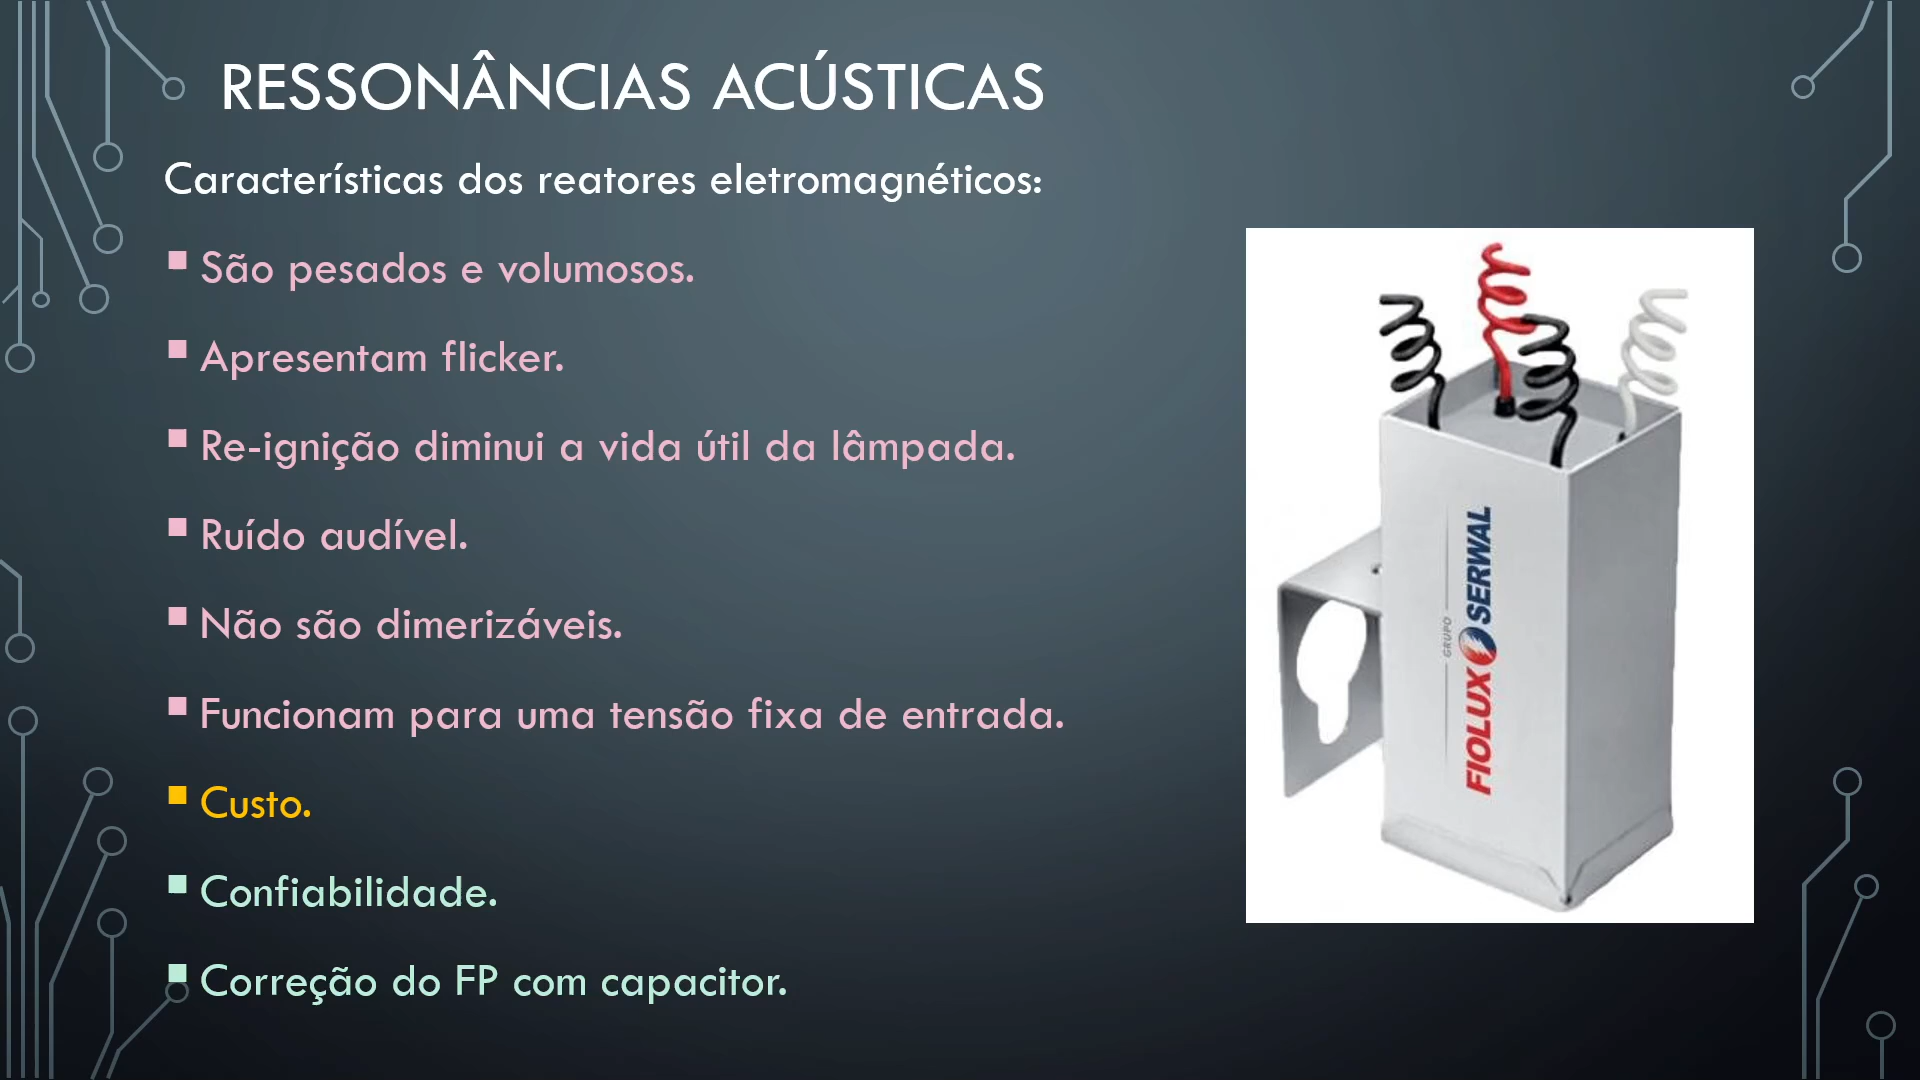 RESSONÂNCIAS ACÚSTICAS
Características dos reatores eletromagnéticos:
São pesados e volumosos.
Apresentam flicker.
Re-ignição diminui a vida útil da lâmpada.
Ruído audível.
Não são dimerizáveis.
Funcionam para uma tensão fixa de entrada.
Custo.
Confiabilidade.
Correção do FP com capacitor.
GRUPO
FIOLUX SERWAL